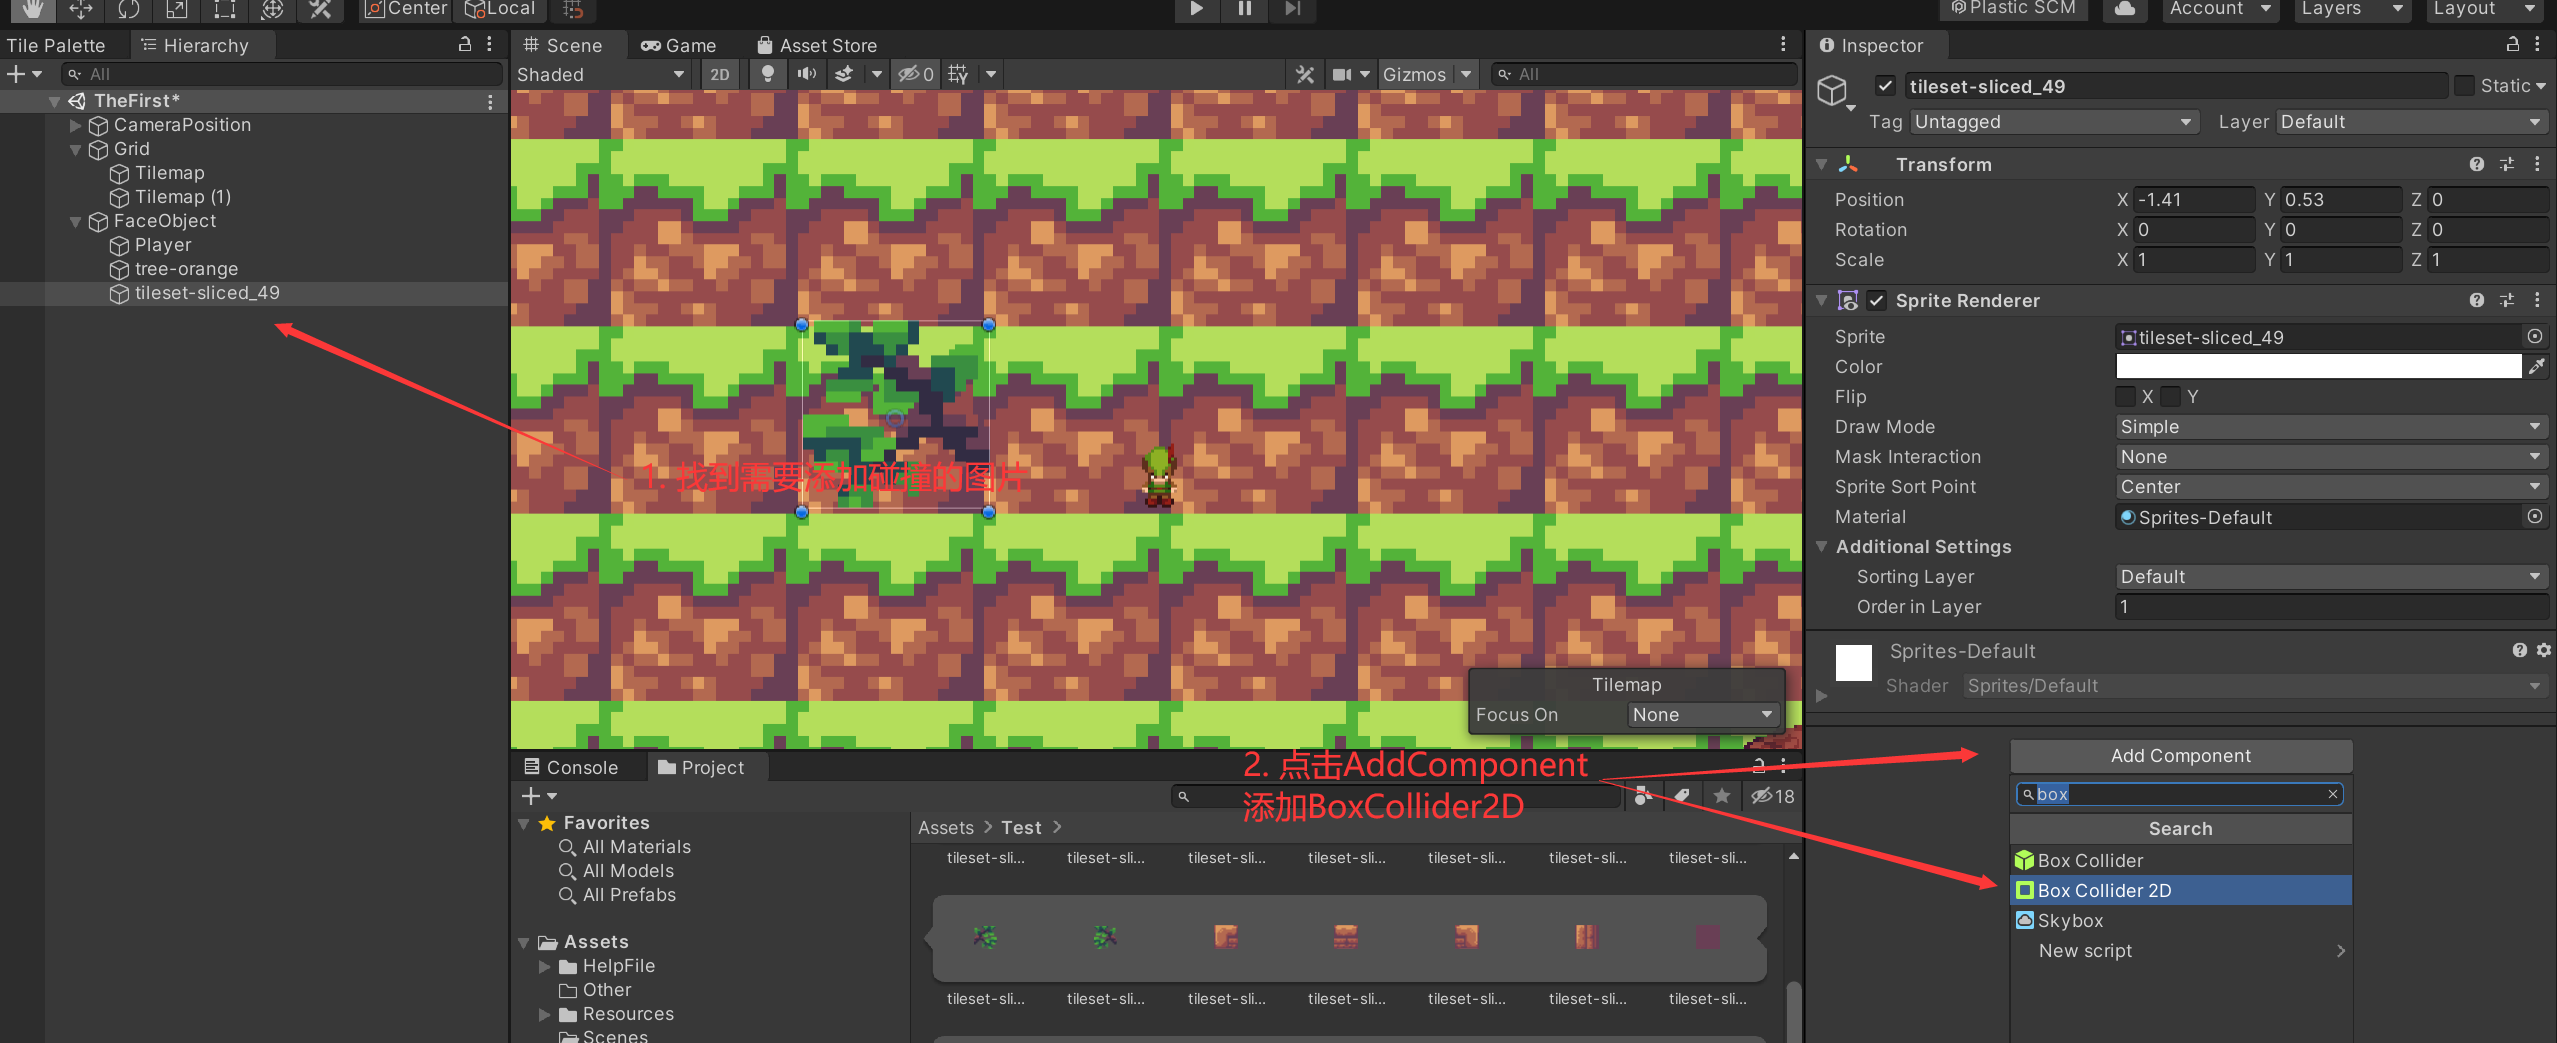 Center
Local
Plastic SCM
Account
Layers
Layout
Tile Palette
Hierarchy
All
TheFirst*
CameraPosition
Grid
Tilemap
Tilemap (1)
FaceObject
Player
tree-orange
tileset-sliced_49
Scene
Game
Asset Store
Shaded
2D
0
Gizmos
All
1. 找到需要添加碰撞的图片
Tilemap
Focus On
None
2. 点击AddComponent
添加BoxCollider2D
Console
Project
18
Favorites
All Materials
All Models
All Prefabs
Assets
HelpFile
Other
Resources
Scenes
Assets > Test >
tileset-sli...
tileset-sli...
tileset-sli...
tileset-sli...
tileset-sli...
tileset-sli...
tileset-sli...
tileset-sli...
tileset-sli...
tileset-sli...
tileset-sli...
tileset-sli...
tileset-sli...
tileset-sli...
Inspector
tileset-sliced_49
Static
Tag Untagged
Layer Default
Transform
Position X -1.41 Y 0.53 Z 0
Rotation X 0 Y 0 Z 0
Scale X 1 Y 1 Z 1
Sprite Renderer
Sprite tileset-sliced_49
Color
Flip X Y
Draw Mode Simple
Mask Interaction None
Sprite Sort Point Center
Material Sprites-Default
Additional Settings
Sorting Layer Default
Order in Layer 1
Sprites-Default
Shader Sprites/Default
Add Component
box
Search
Box Collider
Box Collider 2D
Skybox
New script